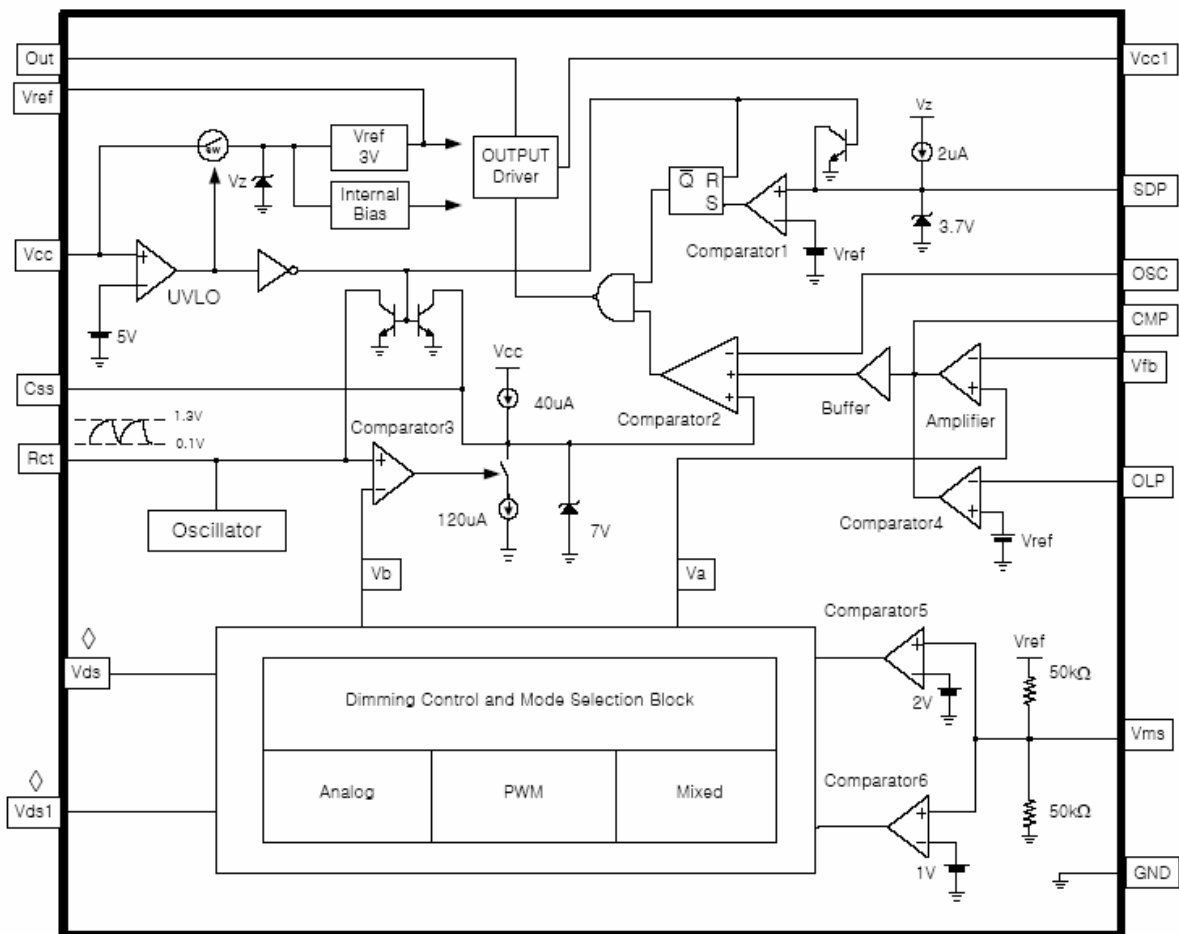 Out
Vcc1
Vref
Vz
SW
Vref
3V
OUTPUT
Driver
2uA
Vz
Q̅ R
S
SDP
Internal
Bias
3.7V
Comparator1
Vref
Vcc
UVLO
OSC
5V
CMP
Vcc
Vfb
Css
40uA
Comparator2
Buffer
Amplifier
1.3V
0.1V
Comparator3
Rct
OLP
Oscillator
120uA
7V
Comparator4
Vref
Vb
Va
Comparator5
Vref
50kΩ
Vds
Dimming Control and Mode Selection Block
2V
Vms
Comparator6
Vds1
Analog
PWM
Mixed
50kΩ
1V
GND